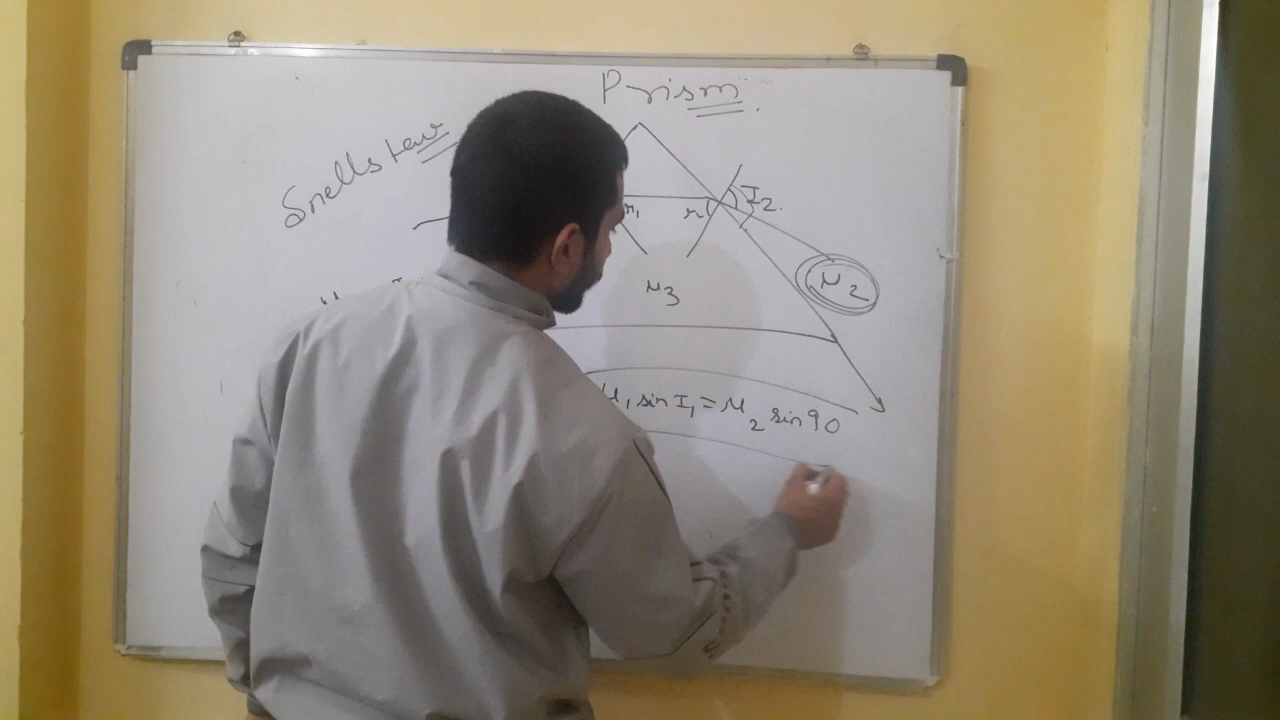 Prism
Snells Law
I2
r1
r
μ2
μ3
μ1 sin I1 = μ2 sin 90